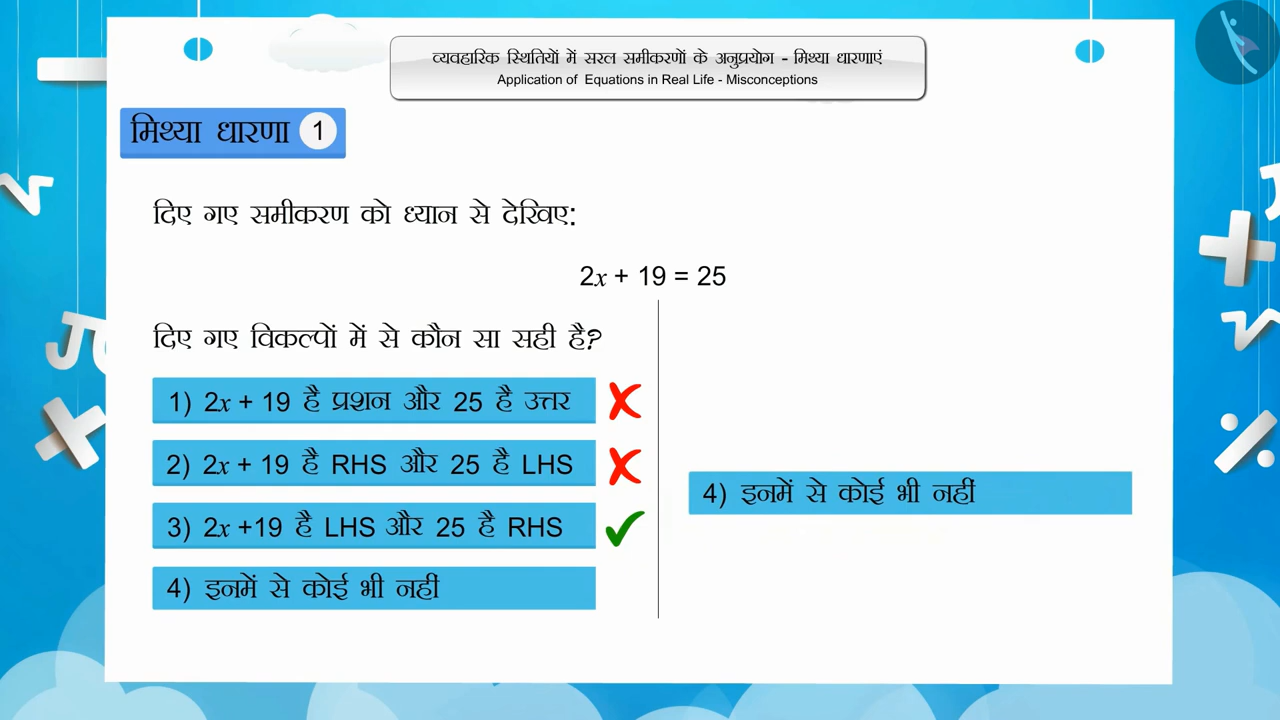 व्यवहारिक स्थितियों में सरल समीकरणों के अनुप्रयोग - मिथ्या धारणाएं
Application of Equations in Real Life - Misconceptions
मिथ्या धारणा 1
दिए गए समीकरण को ध्यान से देखिए:
2x + 19 = 25
दिए गए विकल्पों में से कौन सा सही है?
1) 2x + 19 है प्रशन और 25 है उत्तर
2) 2x + 19 है RHS और 25 है LHS
3) 2x +19 है LHS और 25 है RHS
4) इनमें से कोई भी नहीं
4) इनमें से कोई भी नहीं